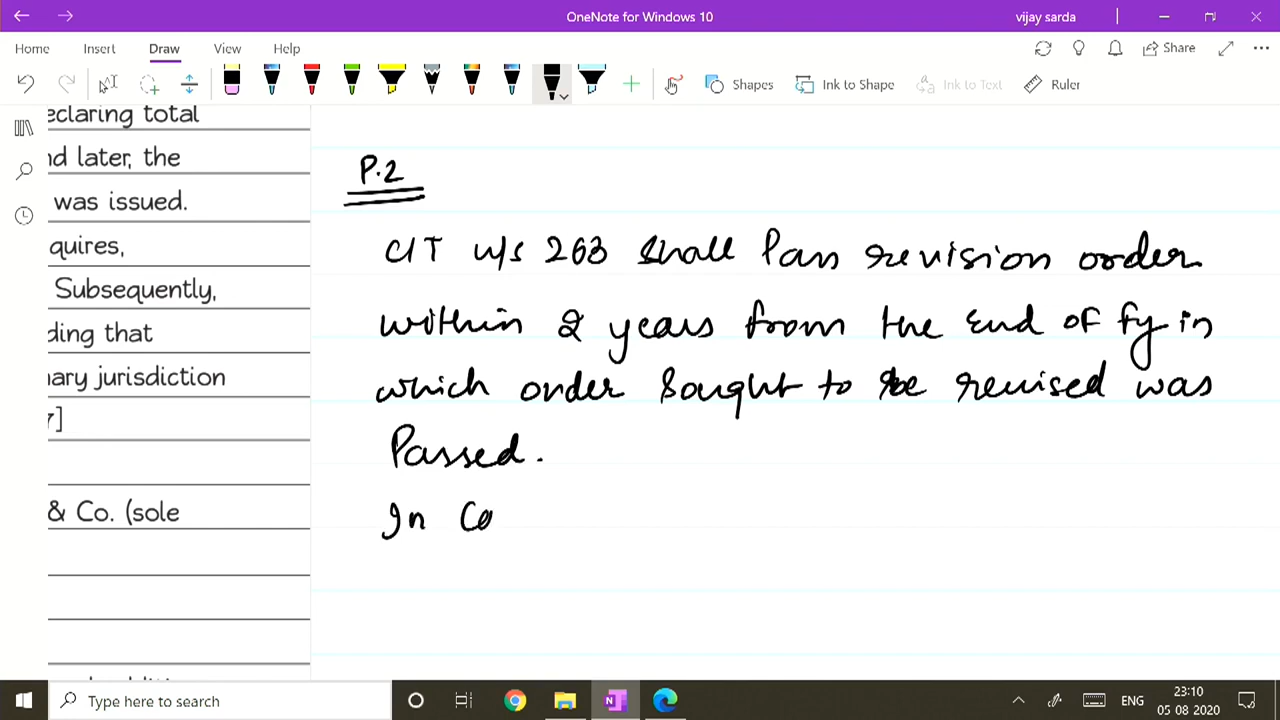 OneNote for Windows 10
vijay sarda
Home Insert Draw View Help
Share
Shapes
Ink to Shape
Ink to Text
Ruler
eclaring total
nd later, the
was issued.
quires,
Subsequently,
ding that
nary jurisdiction
7]
& Co. (sole
P.2
CIT u/s 263 shall Pass revision order
within 2 years from the End of fy in
which order sought to be revised was
Passed.
In Co
Type here to search
ENG
23:10
05-08-2020